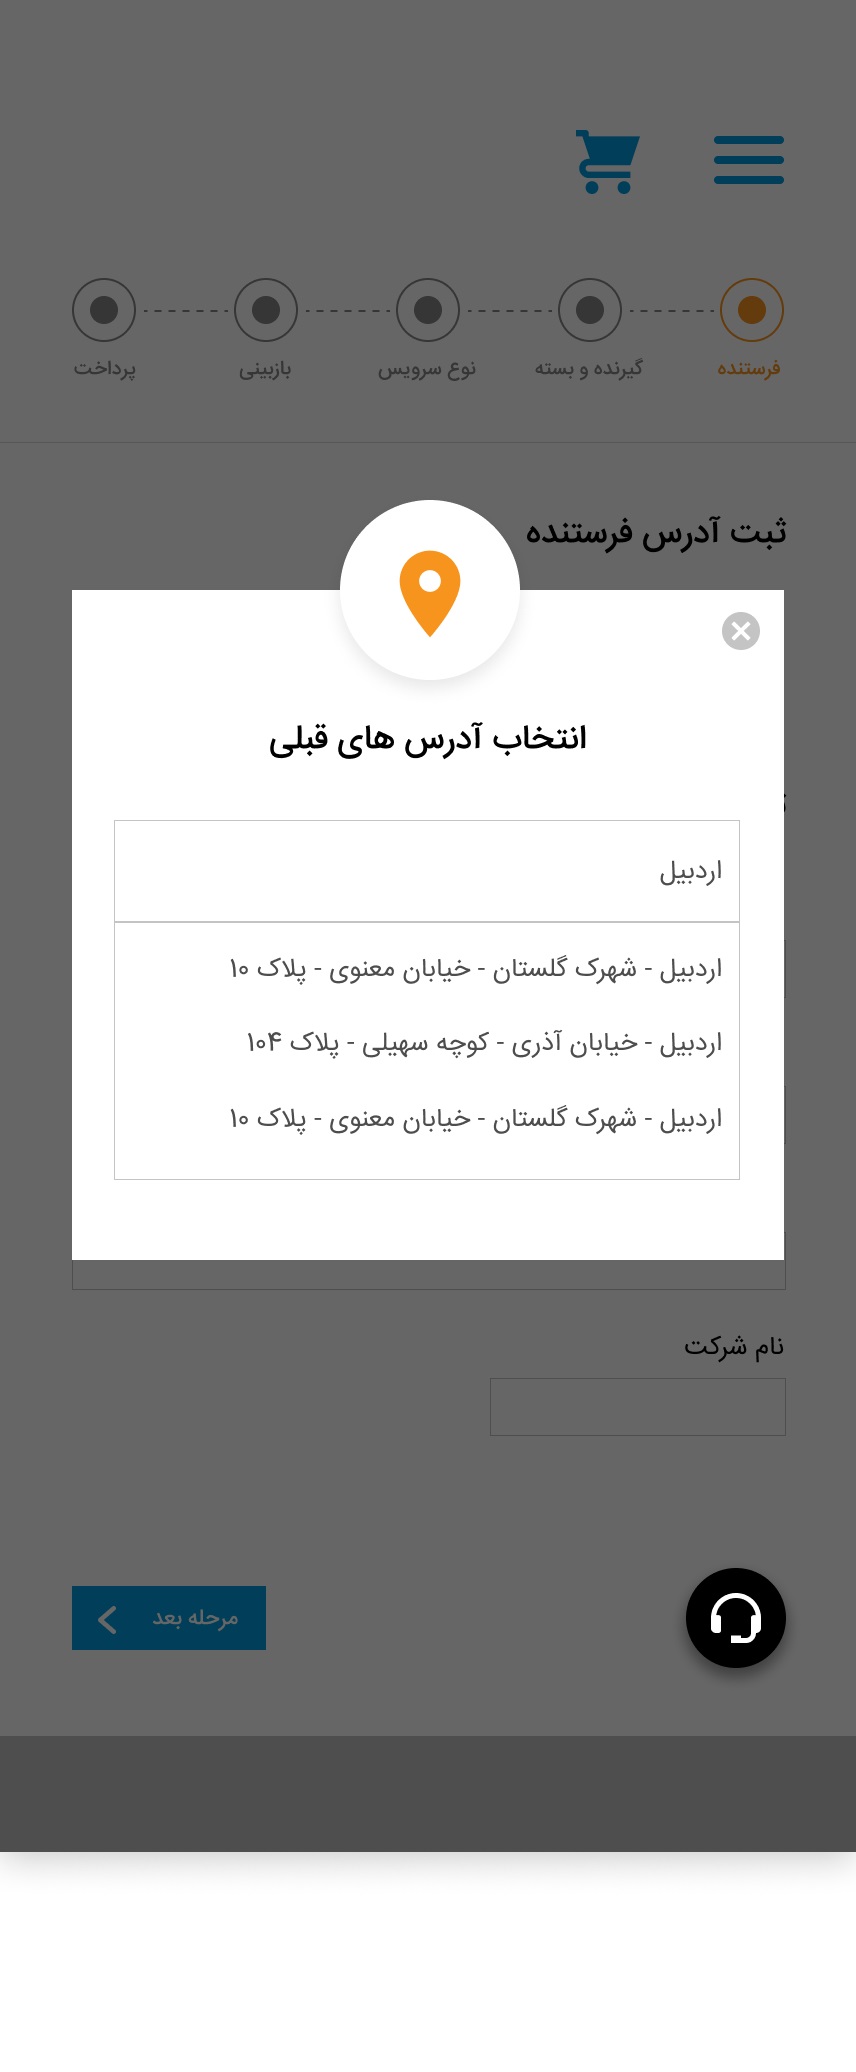 فرستنده
گیرنده و بسته
نوع سرویس
بازبینی
پرداخت
ثبت آدرس فرستنده
انتخاب آدرس های قبلی
اردبیل
اردبیل - شهرک گلستان - خیابان معنوی - پلاک ۱۰
اردبیل - خیابان آذری - کوچه سهیلی - پلاک ۱۰۴
اردبیل - شهرک گلستان - خیابان معنوی - پلاک ۱۰
نام شرکت
مرحله بعد